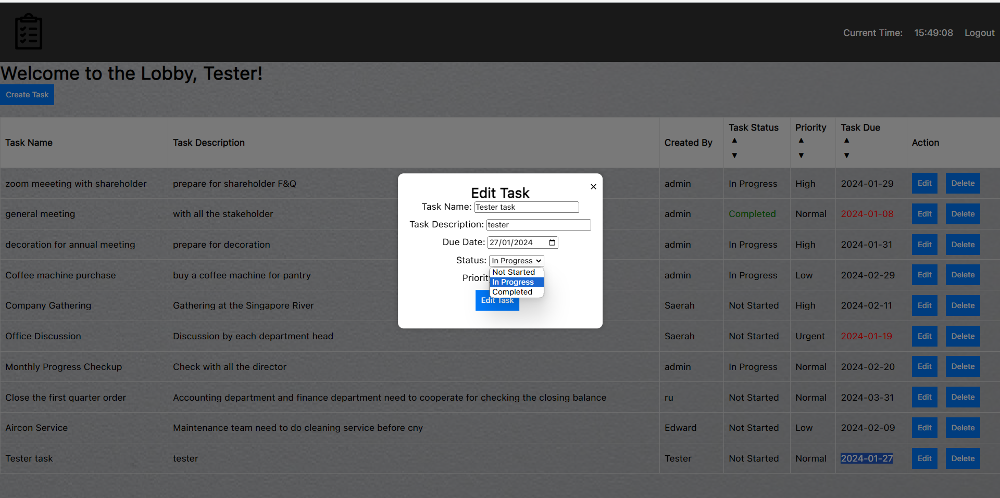 Current Time: 15:49:08 Logout
Welcome to the Lobby, Tester!
Create Task
Task Name Task Description Created By Task Status ▲ ▼ Priority ▲ ▼ Task Due ▲ ▼ Action
zoom meeeting with shareholder prepare for shareholder F&Q admin In Progress High 2024-01-29 Edit Delete
general meeting with all the stakeholder admin Completed Normal 2024-01-08 Edit Delete
decoration for annual meeting prepare for decoration admin In Progress High 2024-01-31 Edit Delete
Coffee machine purchase buy a coffee machine for pantry admin In Progress Low 2024-02-29 Edit Delete
Company Gathering Gathering at the Singapore River Saerah Not Started High 2024-02-11 Edit Delete
Office Discussion Discussion by each department head Saerah Not Started Urgent 2024-01-19 Edit Delete
Monthly Progress Checkup Check with all the director admin In Progress Normal 2024-02-20 Edit Delete
Close the first quarter order Accounting department and finance department need to cooperate for checking the closing balance ru Not Started Normal 2024-03-31 Edit Delete
Aircon Service Maintenance team need to do cleaning service before cny Edward Not Started Low 2024-02-09 Edit Delete
Tester task tester Tester Not Started Normal 2024-01-27 Edit Delete
Edit Task ×
Task Name: Tester task
Task Description: tester
Due Date: 27/01/2024
Status: In Progress
Not Started
Priorit In Progress
Completed
Edit Task